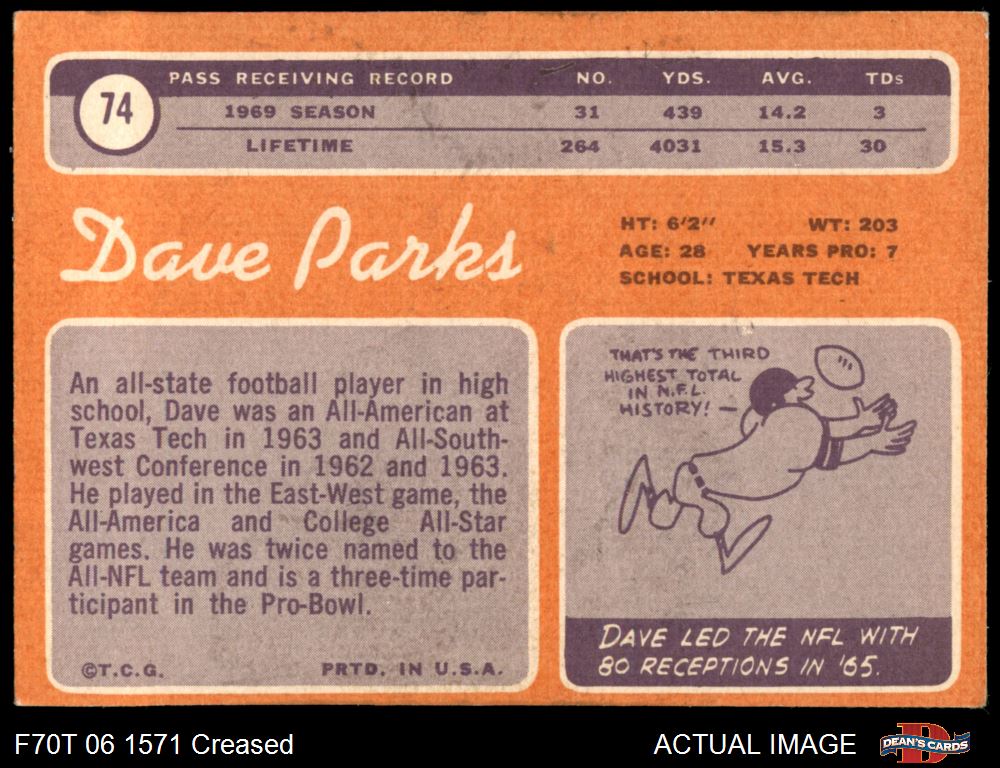 74
PASS RECEIVING RECORD NO. YDS. AVG. TDs
1969 SEASON 31 439 14.2 3
LIFETIME 264 4031 15.3 30
Dave Parks
HT: 6'2" WT: 203
AGE: 28 YEARS PRO: 7
SCHOOL: TEXAS TECH
An all-state football player in high
school, Dave was an All-American at
Texas Tech in 1963 and All-South-
west Conference in 1962 and 1963.
He played in the East-West game, the
All-America and College All-Star
games. He was twice named to the
All-NFL team and is a three-time par-
ticipant in the Pro-Bowl.
©T.C.G. PRTD. IN U.S.A.
THAT'S THE THIRD
HIGHEST TOTAL
IN N.F.L.
HISTORY! —
DAVE LED THE NFL WITH
80 RECEPTIONS IN '65.
F70T 06 1571 Creased
ACTUAL IMAGE
D
DEAN'S CARDS